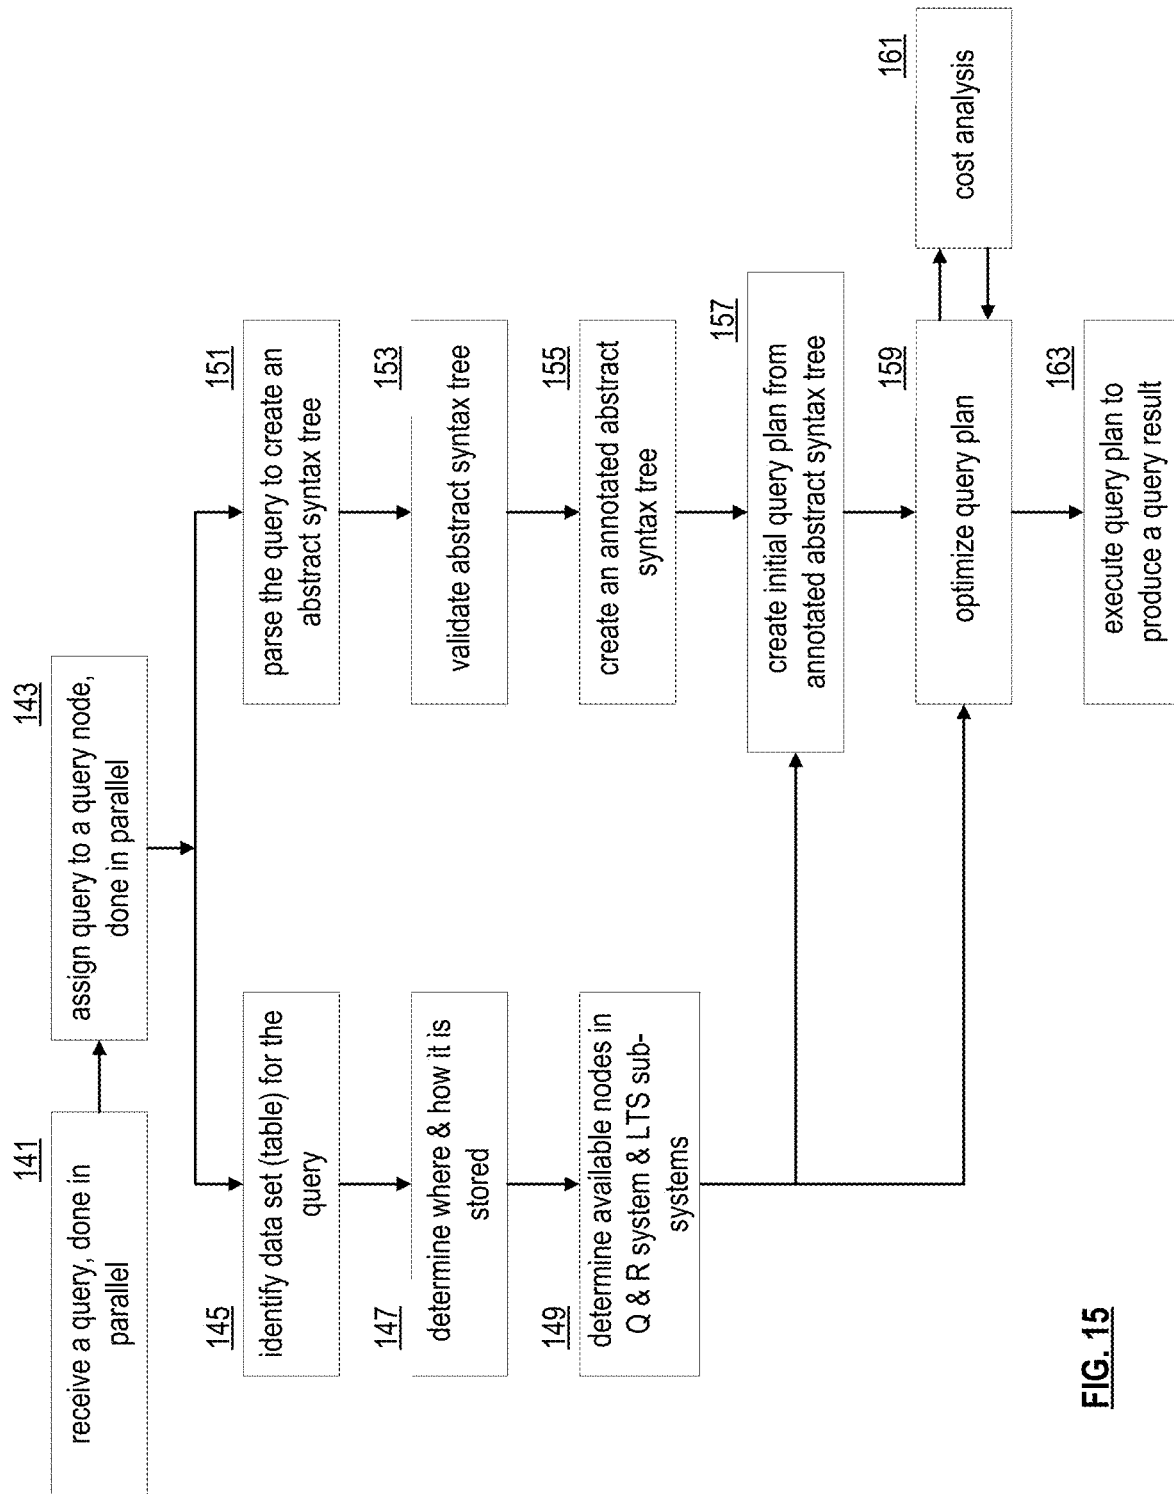 141
receive a query, done in
parallel
143
assign query to a query node,
done in parallel
145
identify data set (table) for the
query
147
determine where & how it is
stored
149
determine available nodes in
Q & R system & LTS sub-
systems
151
parse the query to create an
abstract syntax tree
153
validate abstract syntax tree
155
create an annotated abstract
syntax tree
157
create initial query plan from
annotated abstract syntax tree
159
optimize query plan
161
cost analysis
163
execute query plan to
produce a query result
FIG. 15